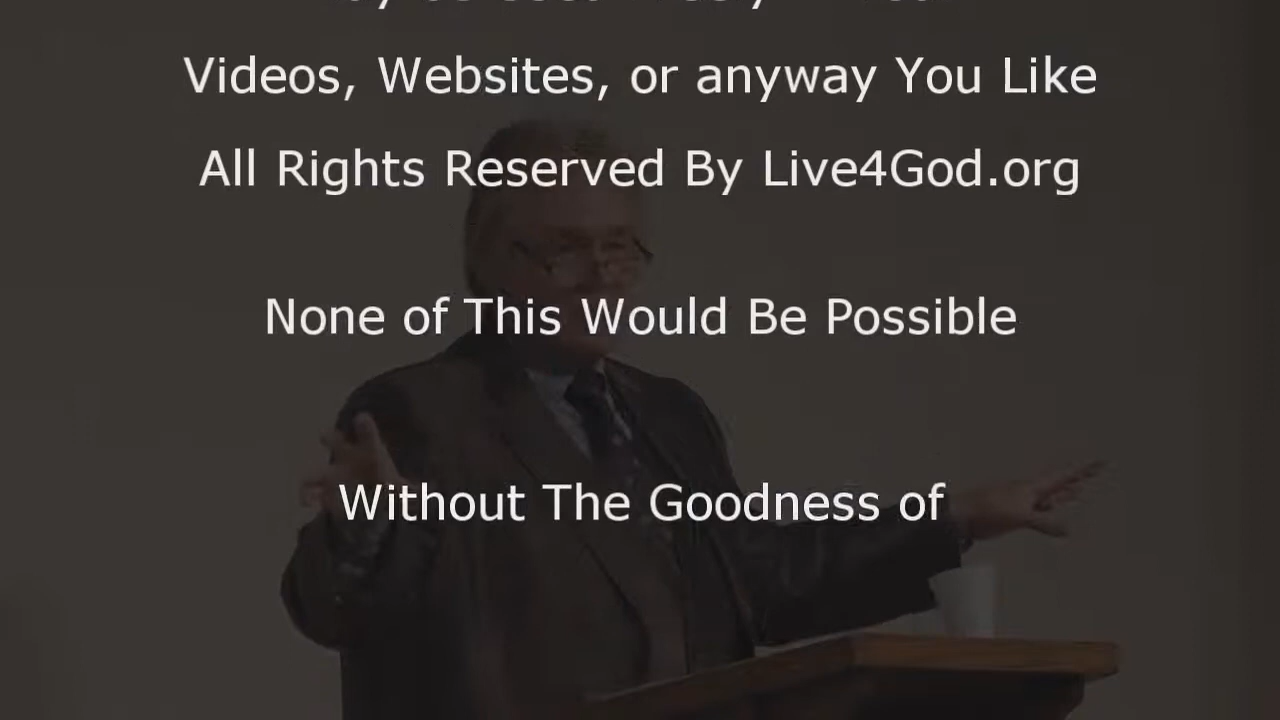 Videos, Websites, or anyway You Like
All Rights Reserved By Live4God.org
None of This Would Be Possible
Without The Goodness of